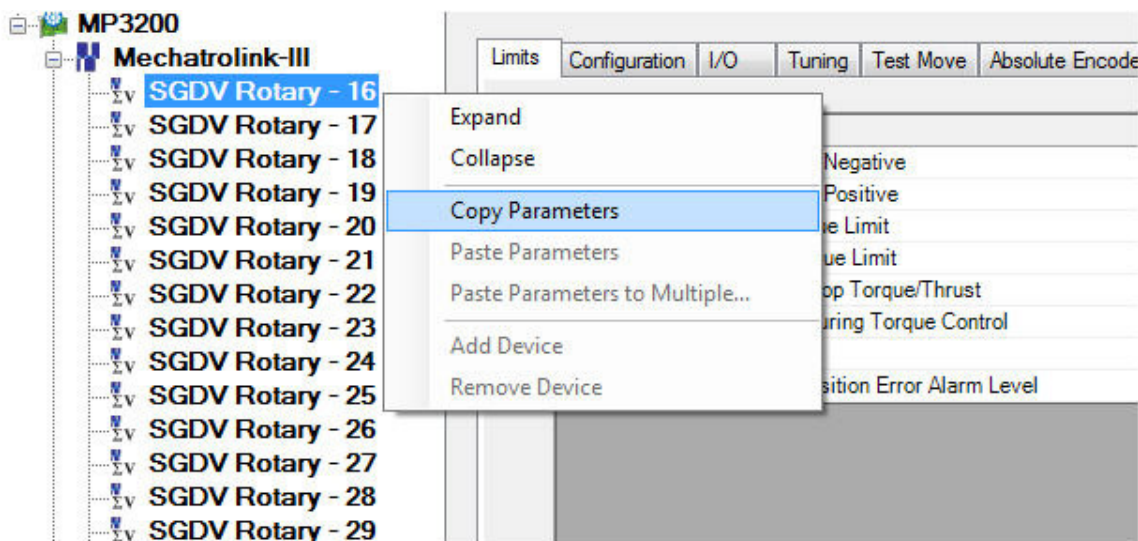 MP3200
Mechatrolink-III
SGDV Rotary - 16
SGDV Rotary - 17
SGDV Rotary - 18
SGDV Rotary - 19
SGDV Rotary - 20
SGDV Rotary - 21
SGDV Rotary - 22
SGDV Rotary - 23
SGDV Rotary - 24
SGDV Rotary - 25
SGDV Rotary - 26
SGDV Rotary - 27
SGDV Rotary - 28
SGDV Rotary - 29
Expand
Collapse
Copy Parameters
Paste Parameters
Paste Parameters to Multiple...
Add Device
Remove Device
Limits Configuration I/O Tuning Test Move Absolute Encode
Negative
Positive
Limit
Limit
Torque/Thrust
Torque Control
Error Alarm Level